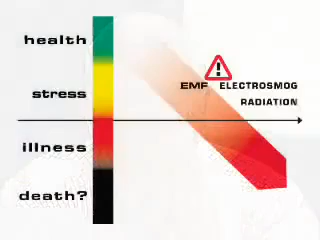 health
stress
illness
death?
EMF ELECTROSMOG
RADIATION